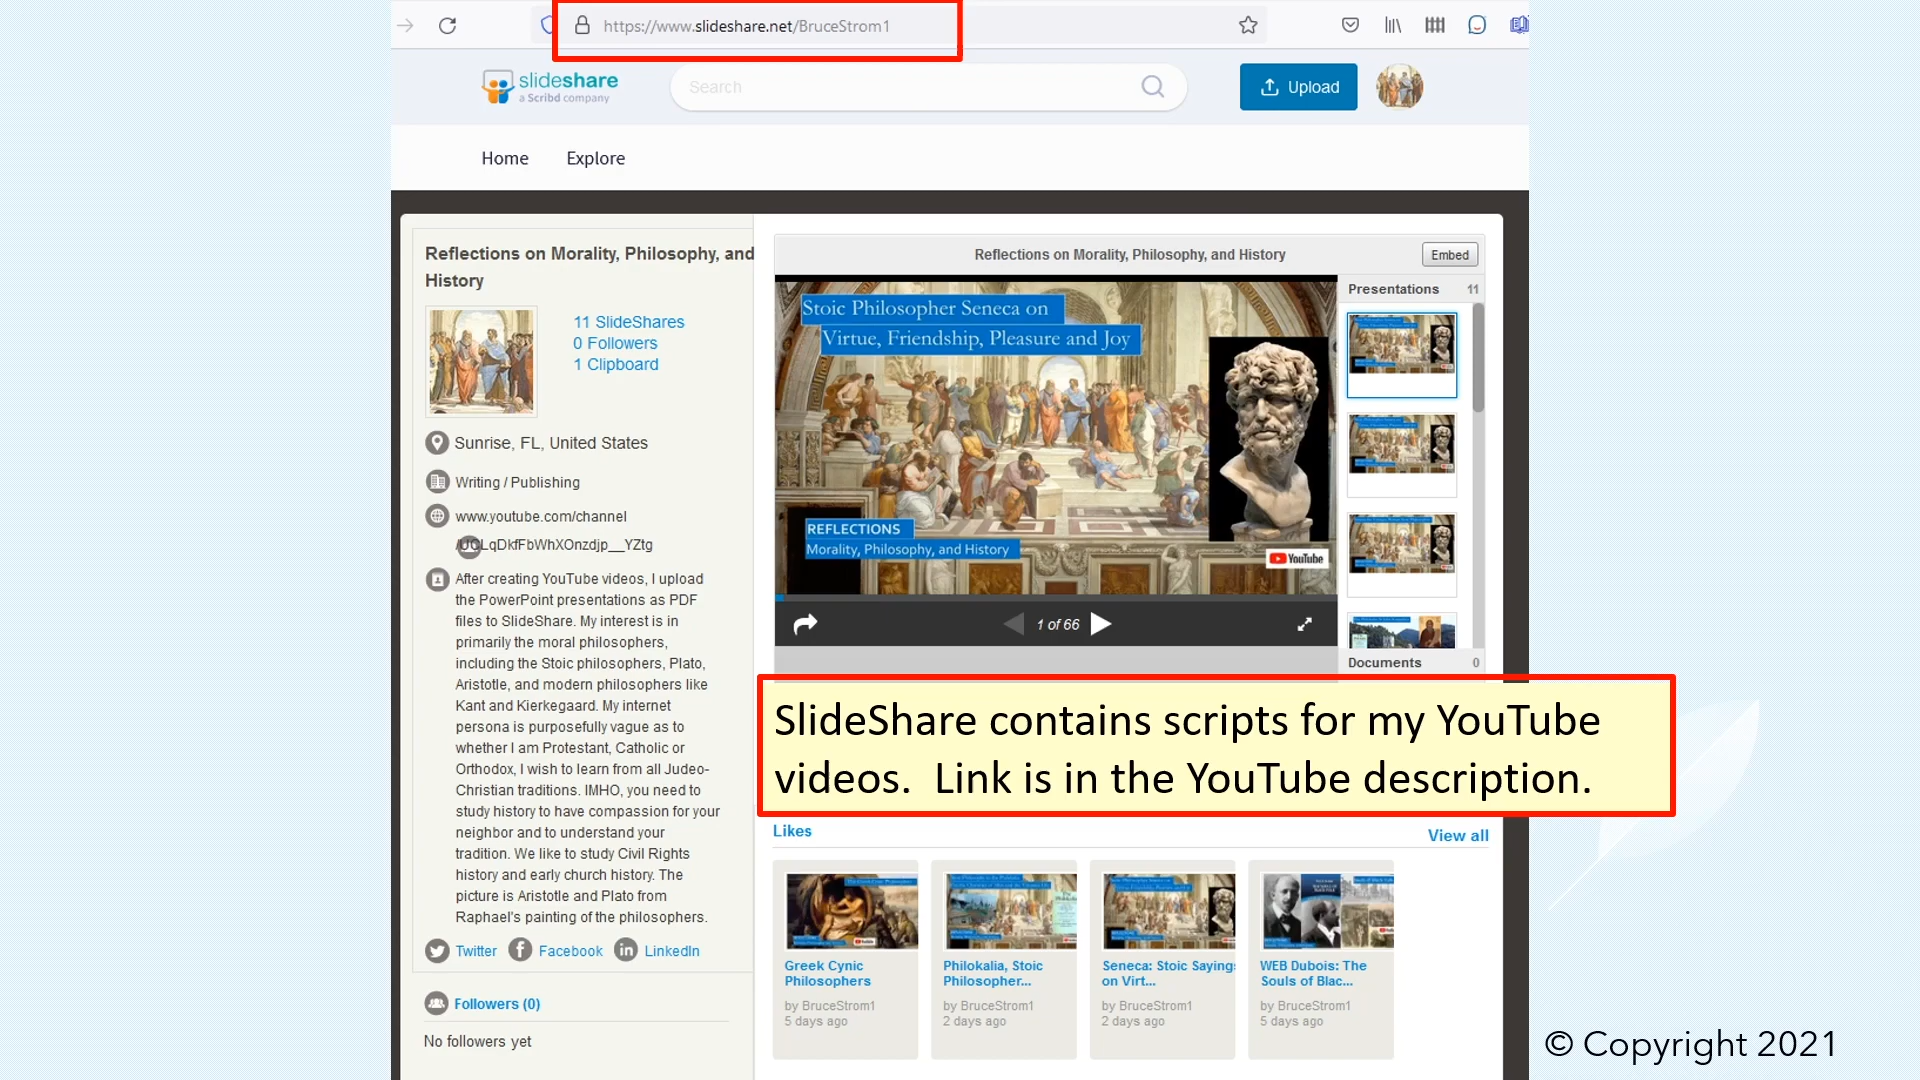 https://www.slideshare.net/BruceStrom1
slideshare
a Scribd company
Search
Upload
Home
Explore
Reflections on Morality, Philosophy, and
History
11 SlideShares
0 Followers
1 Clipboard
Sunrise, FL, United States
Writing / Publishing
www.youtube.com/channel
/UCLqDkfFbWhXOnzdjp__YZtg
After creating YouTube videos, I upload
the PowerPoint presentations as PDF
files to SlideShare. My interest is in
primarily the moral philosophers,
including the Stoic philosophers, Plato,
Aristotle, and modern philosophers like
Kant and Kierkegaard. My internet
persona is purposefully vague as to
whether I am Protestant, Catholic or
Orthodox, I wish to learn from all Judeo-
Christian traditions. IMHO, you need to
study history to have compassion for your
neighbor and to understand your
tradition. We like to study Civil Rights
history and early church history. The
picture is Aristotle and Plato from
Raphael's painting of the philosophers.
Twitter
Facebook
LinkedIn
Followers (0)
No followers yet
Reflections on Morality, Philosophy, and History
Embed
Stoic Philosopher Seneca on
Virtue, Friendship, Pleasure and Joy
REFLECTIONS
Morality, Philosophy, and History
YouTube
1 of 66
Presentations 11
Documents 0
SlideShare contains scripts for my YouTube
videos. Link is in the YouTube description.
Likes
View all
Greek Cynic
Philosophers
by BruceStrom1
5 days ago
Philokalia, Stoic
Philosopher...
by BruceStrom1
2 days ago
Seneca: Stoic Sayings
on Virt...
by BruceStrom1
2 days ago
WEB Dubois: The
Souls of Blac...
by BruceStrom1
5 days ago
© Copyright 2021